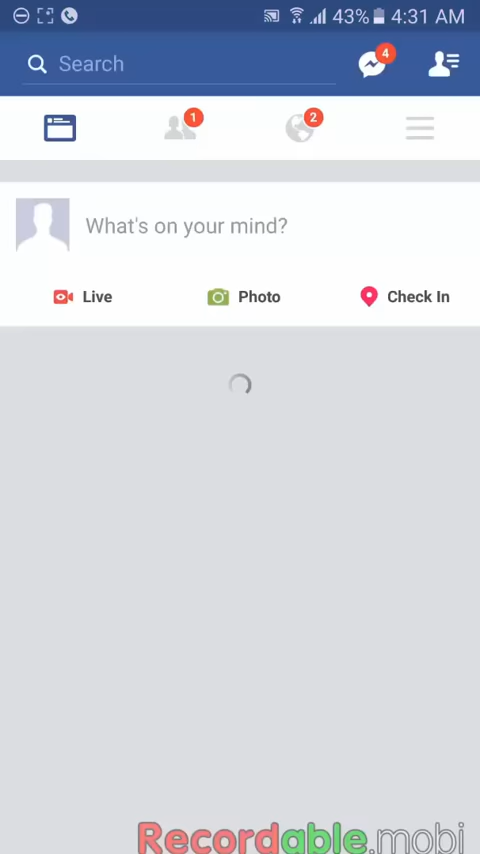 43% 4:31 AM
Search 4
1 2
What's on your mind?
Live Photo Check In
Recordable.mobi